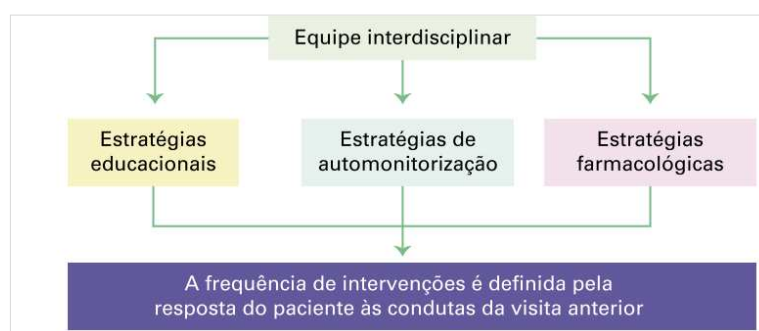 Equipe interdisciplinar
Estratégias
educacionais
Estratégias de
automonitorização
Estratégias
farmacológicas
A frequência de intervenções é definida pela
resposta do paciente às condutas da visita anterior